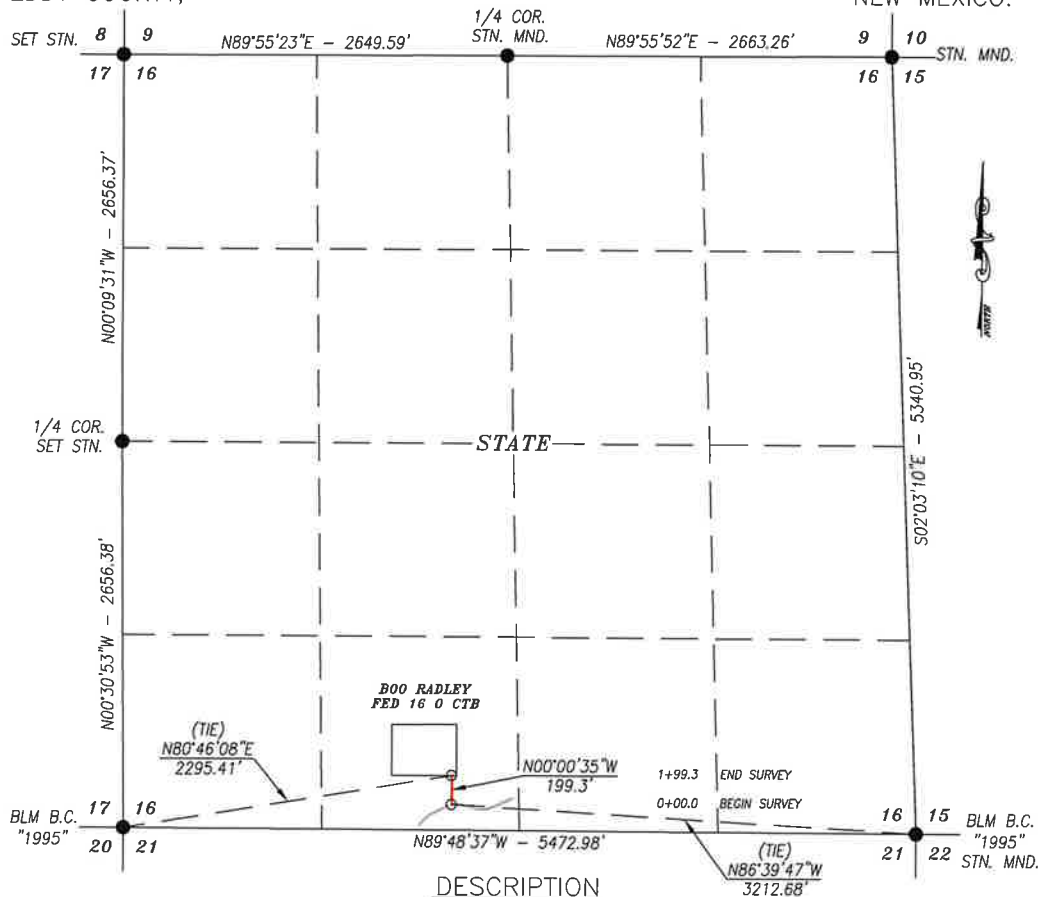 NEW MEXICO.
1/4 COR.
STN. MND.
SET STN.
8 9
N89°55'23"E - 2649.59'
N89°55'52"E - 2663.26'
9 10
STN. MND.
17 16
16 15
N00°09'31"W - 2656.37'
NORTH
1/4 COR.
SET STN.
STATE
S02°03'10"E - 5340.95'
N00°30'53"W - 2656.38'
BOO RADLEY
FED 16 O CTB
(TIE)
N80°46'08"E
2295.41'
N00°00'35"W
199.3'
1+99.3 END SURVEY
0+00.0 BEGIN SURVEY
BLM B.C.
"1995"
17 16
20 21
N89°48'37"W - 5472.98'
16 15
21 22
BLM B.C.
"1995"
STN. MND.
(TIE)
N86°39'47"W
3212.68'
DESCRIPTION